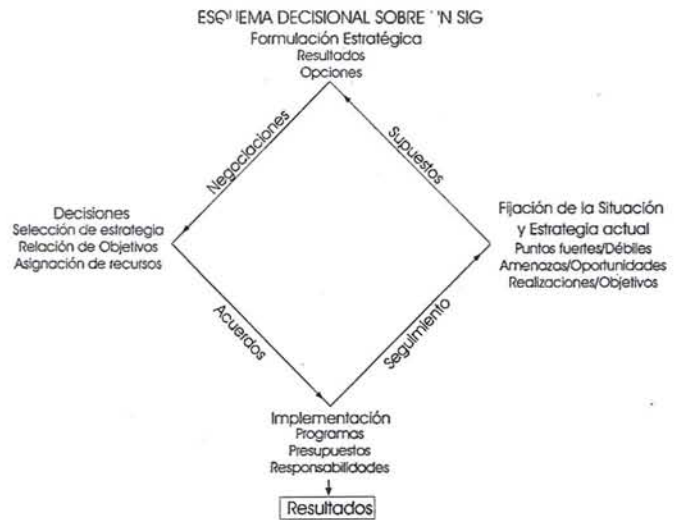 ESQUEMA DECISIONAL SOBRE UN SIG
Formulación Estratégica
Resultados
Opciones
Negociaciones
Supuestos
Decisiones
Selección de estrategia
Relación de Objetivos
Asignación de recursos
Fijación de la Situación
y Estrategia actual
Puntos fuertes/Débiles
Amenazas/Oportunidades
Realizaciones/Objetivos
Acuerdos
Seguimiento
Implementación
Programas
Presupuestos
Responsabilidades
Resultados